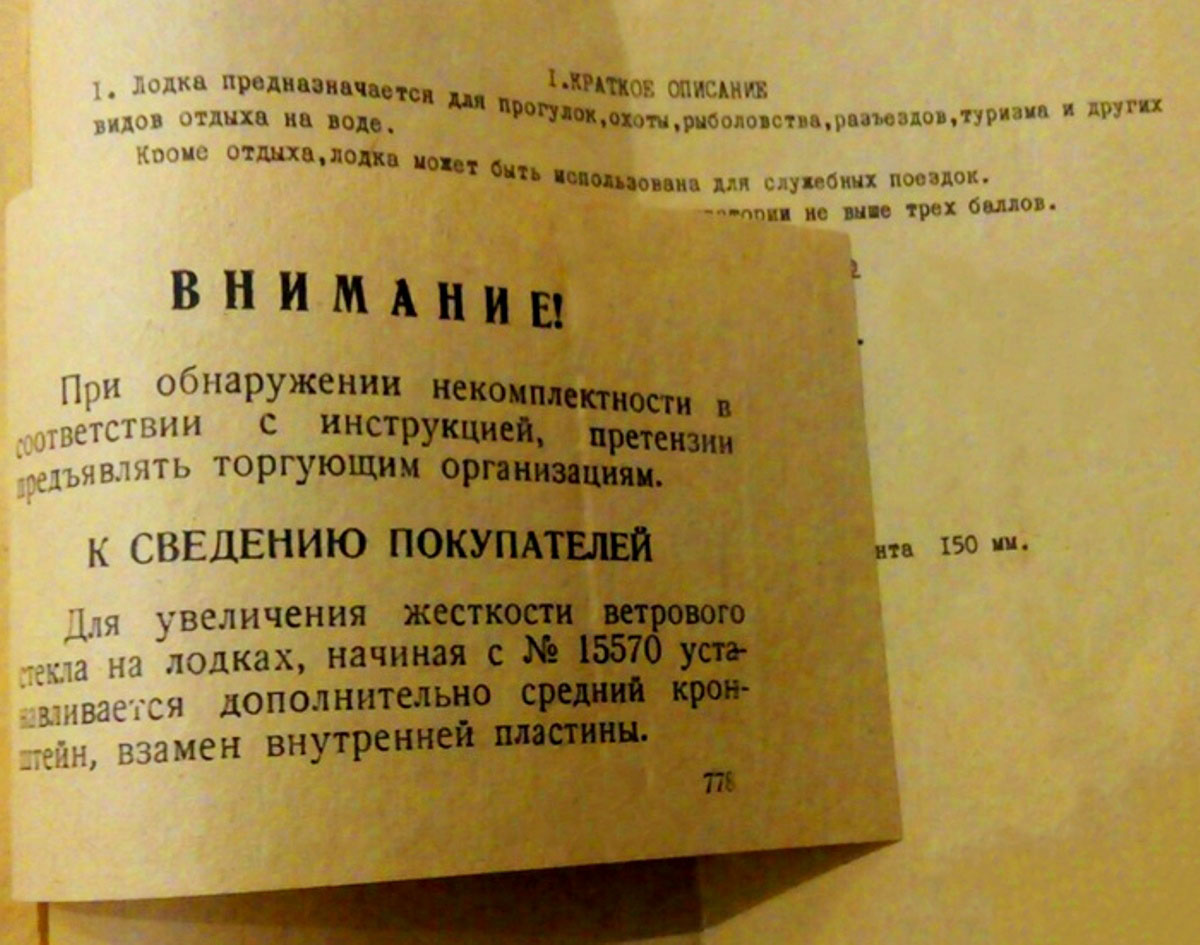 I.КРАТКОЕ ОПИСАНИЕ
I. Лодка предназначается для прогулок,охоты,рыболовства,разъездов,туризма и других
видов отдыха на воде.
Кроме отдыха,лодка может быть использована для служебных поездок.
не выше трех баллов.
ВНИМАНИЕ!
При обнаружении некомплектности в
соответствии с инструкцией, претензии
предъявлять торгующим организациям.
К СВЕДЕНИЮ ПОКУПАТЕЛЕЙ
Для увеличения жесткости ветрового
стекла на лодках, начиная с № 15570 уста-
навливается дополнительно средний крон-
штейн, взамен внутренней пластины.
778
нта I50 мм.